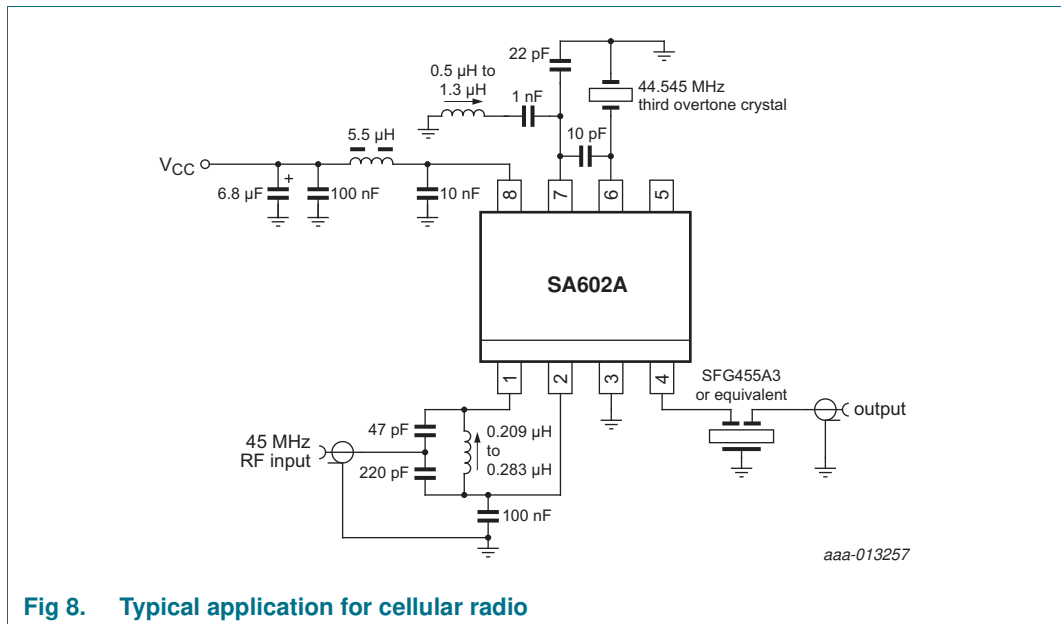 22 pF
0.5 μH to
1.3 μH
1 nF
44.545 MHz
third overtone crystal
5.5 μH
10 pF
VCC
6.8 μF
+
100 nF
10 nF
8
7
6
5
SA602A
1
2
3
4
SFG455A3
or equivalent
output
47 pF
0.209 μH
to
0.283 μH
45 MHz
RF input
220 pF
100 nF
aaa-013257
Fig 8. Typical application for cellular radio